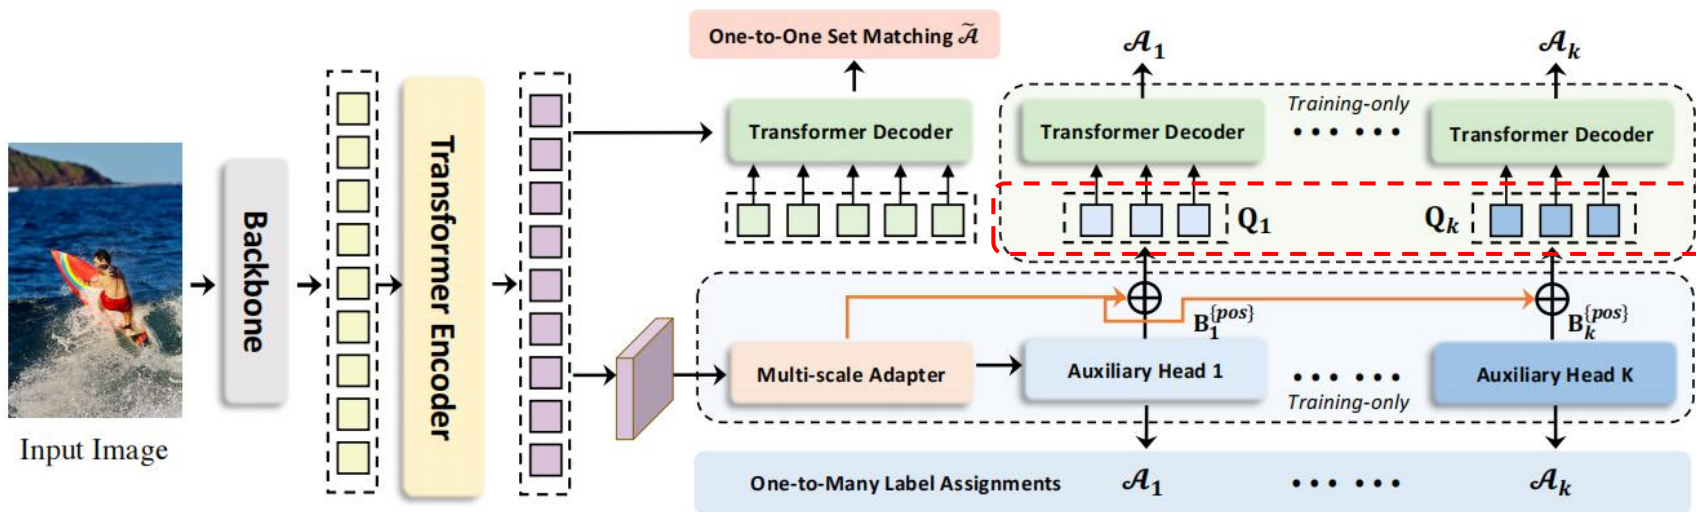 Input Image
Backbone
Transformer Encoder
One-to-One Set Matching 𝒜̃
Transformer Decoder
𝒜₁
𝒜ₖ
Training-only
Transformer Decoder
Transformer Decoder
Q₁
Qₖ
B₁^{pos}
Bₖ^{pos}
Multi-scale Adapter
Auxiliary Head 1
Auxiliary Head K
Training-only
One-to-Many Label Assignments
𝒜₁
𝒜ₖ